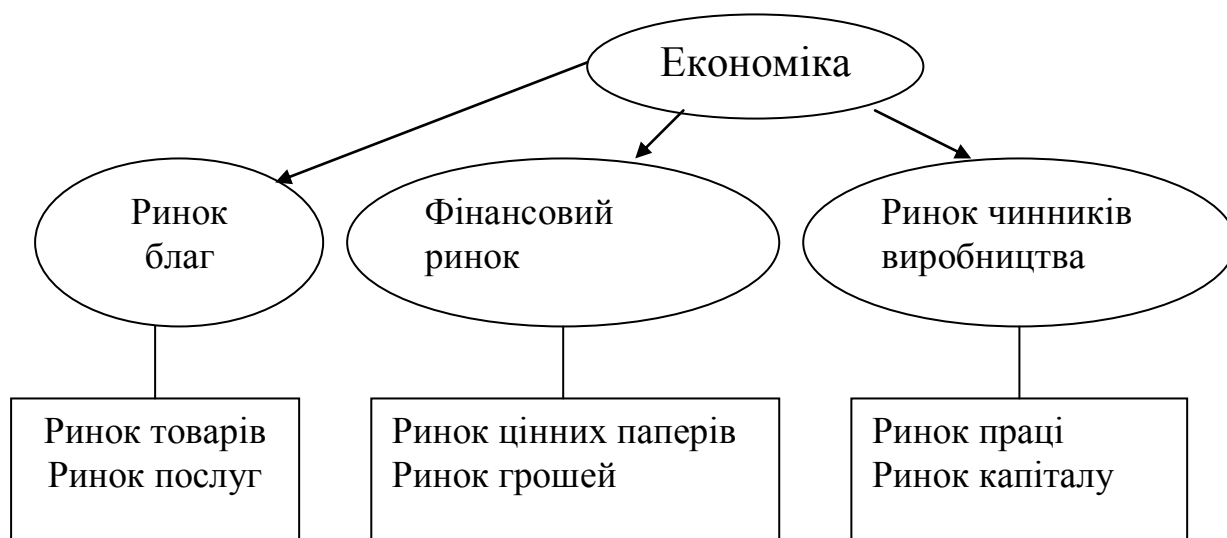 Економіка
Ринок
благ
Фінансовий
ринок
Ринок чинників
виробництва
Ринок товарів
Ринок послуг
Ринок цінних паперів
Ринок грошей
Ринок праці
Ринок капіталу